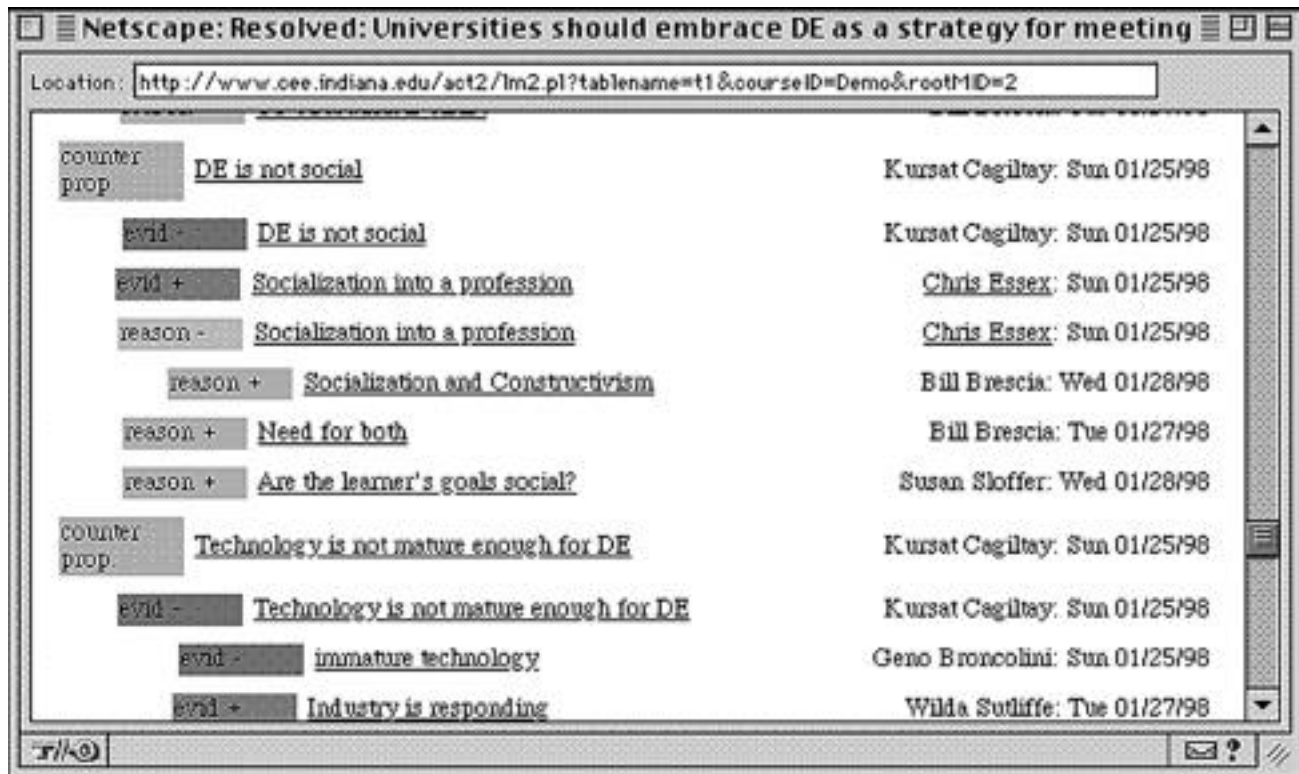 Netscape: Resolved: Universities should embrace DE as a strategy for meeting
Location: http://www.cee.indiana.edu/act2/lm2.pl?tablename=t1&courseID=Demo&rootMID=2
counter prop. DE is not social Kursat Cagiltay: Sun 01/25/98
evid - DE is not social Kursat Cagiltay: Sun 01/25/98
evid + Socialization into a profession Chris Essex: Sun 01/25/98
reason - Socialization into a profession Chris Essex: Sun 01/25/98
reason + Socialization and Constructivism Bill Brescia: Wed 01/28/98
reason + Need for both Bill Brescia: Tue 01/27/98
reason + Are the learner's goals social? Susan Sloffer: Wed 01/28/98
counter prop. Technology is not mature enough for DE Kursat Cagiltay: Sun 01/25/98
evid - Technology is not mature enough for DE Kursat Cagiltay: Sun 01/25/98
evid - immature technology Geno Broncolini: Sun 01/25/98
evid + Industry is responding Wilda Sutliffe: Tue 01/27/98
?